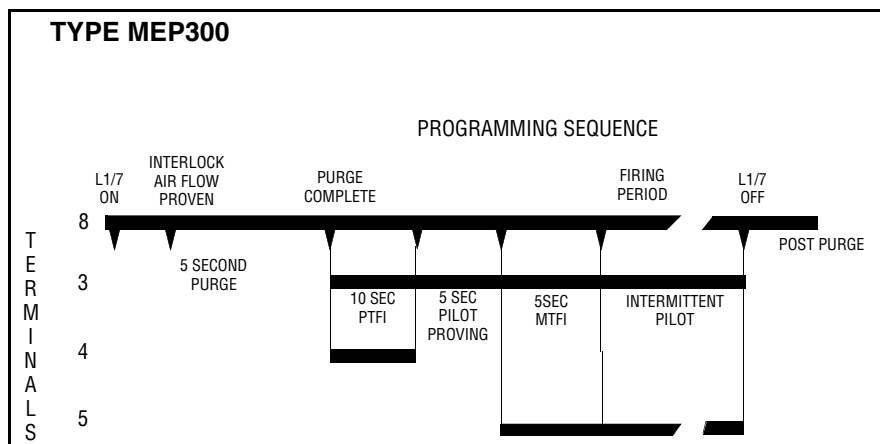 TYPE MEP300
PROGRAMMING SEQUENCE
L1/7
ON
INTERLOCK
AIR FLOW
PROVEN
PURGE
COMPLETE
FIRING
PERIOD
L1/7
OFF
TERMINALS
8
5 SECOND
PURGE
POST PURGE
3
10 SEC
PTFI
5 SEC
PILOT
PROVING
5SEC
MTFI
INTERMITTENT
PILOT
4
5